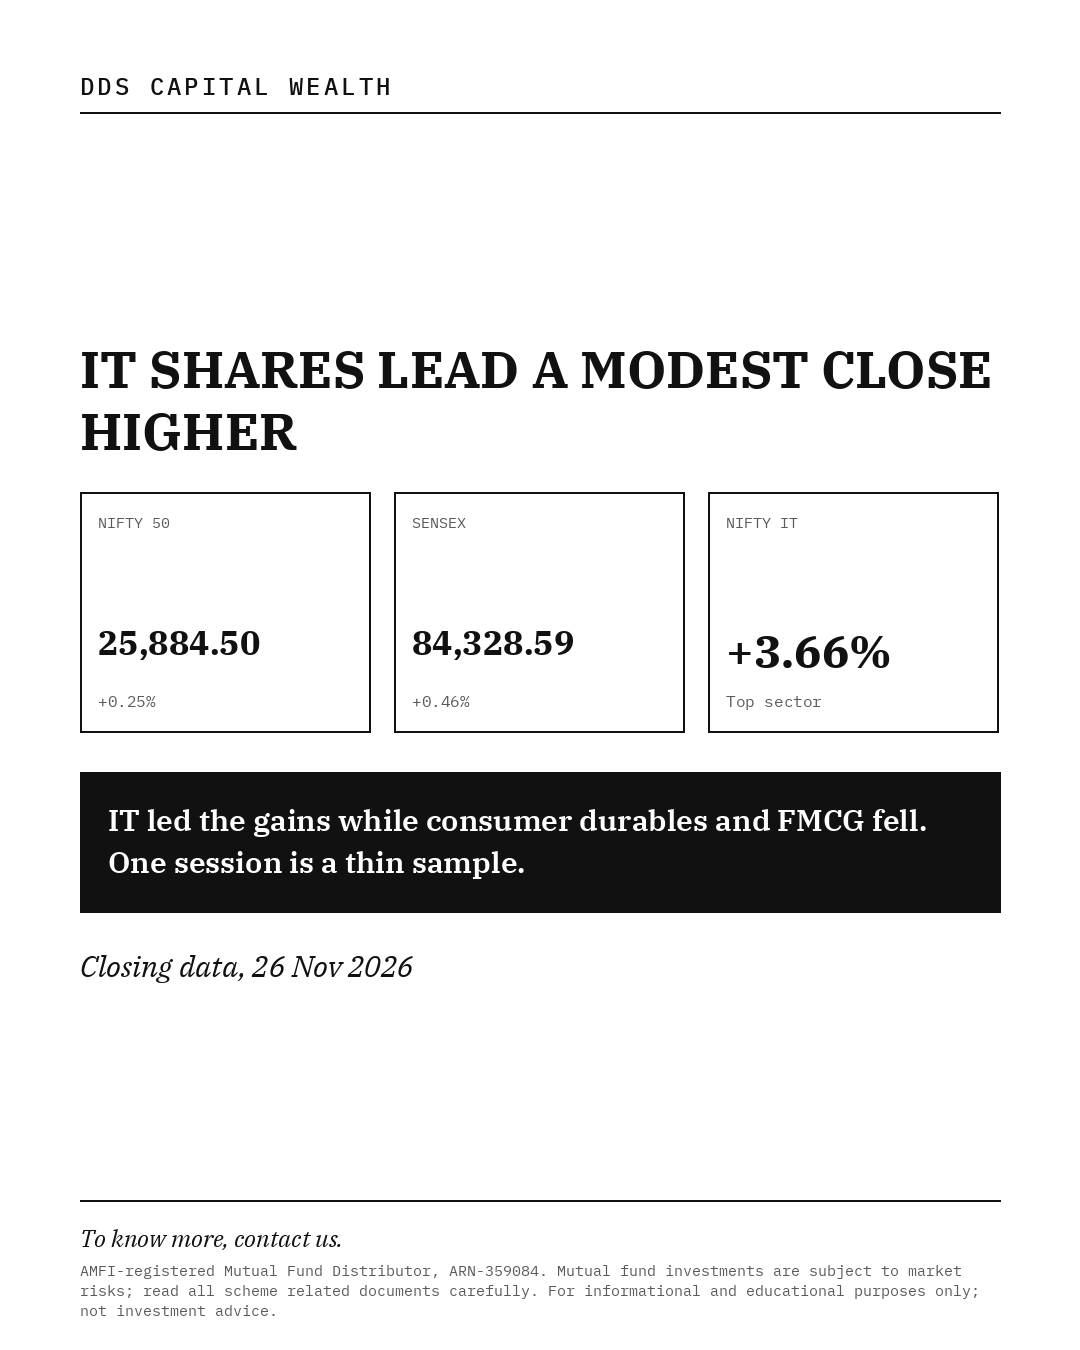 DDS CAPITAL WEALTH
IT SHARES LEAD A MODEST CLOSE
HIGHER
NIFTY 50
25,884.50
+0.25%
SENSEX
84,328.59
+0.46%
NIFTY IT
+3.66%
Top sector
IT led the gains while consumer durables and FMCG fell.
One session is a thin sample.
Closing data, 26 Nov 2026
To know more, contact us.
AMFI-registered Mutual Fund Distributor, ARN-359084. Mutual fund investments are subject to market
risks; read all scheme related documents carefully. For informational and educational purposes only;
not investment advice.